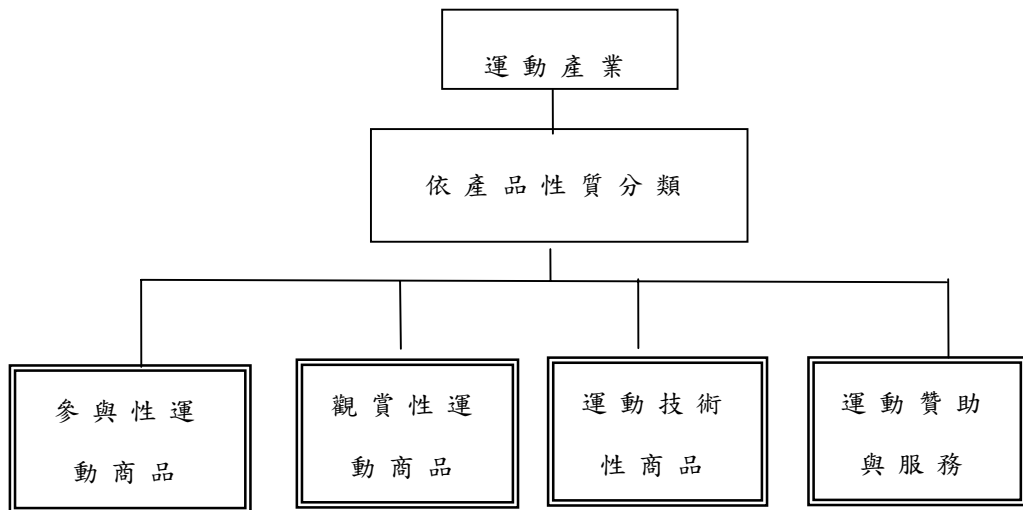 運動產業
依產品性質分類
參與性運
動商品
觀賞性運
動商品
運動技術
性商品
運動贊助
與服務